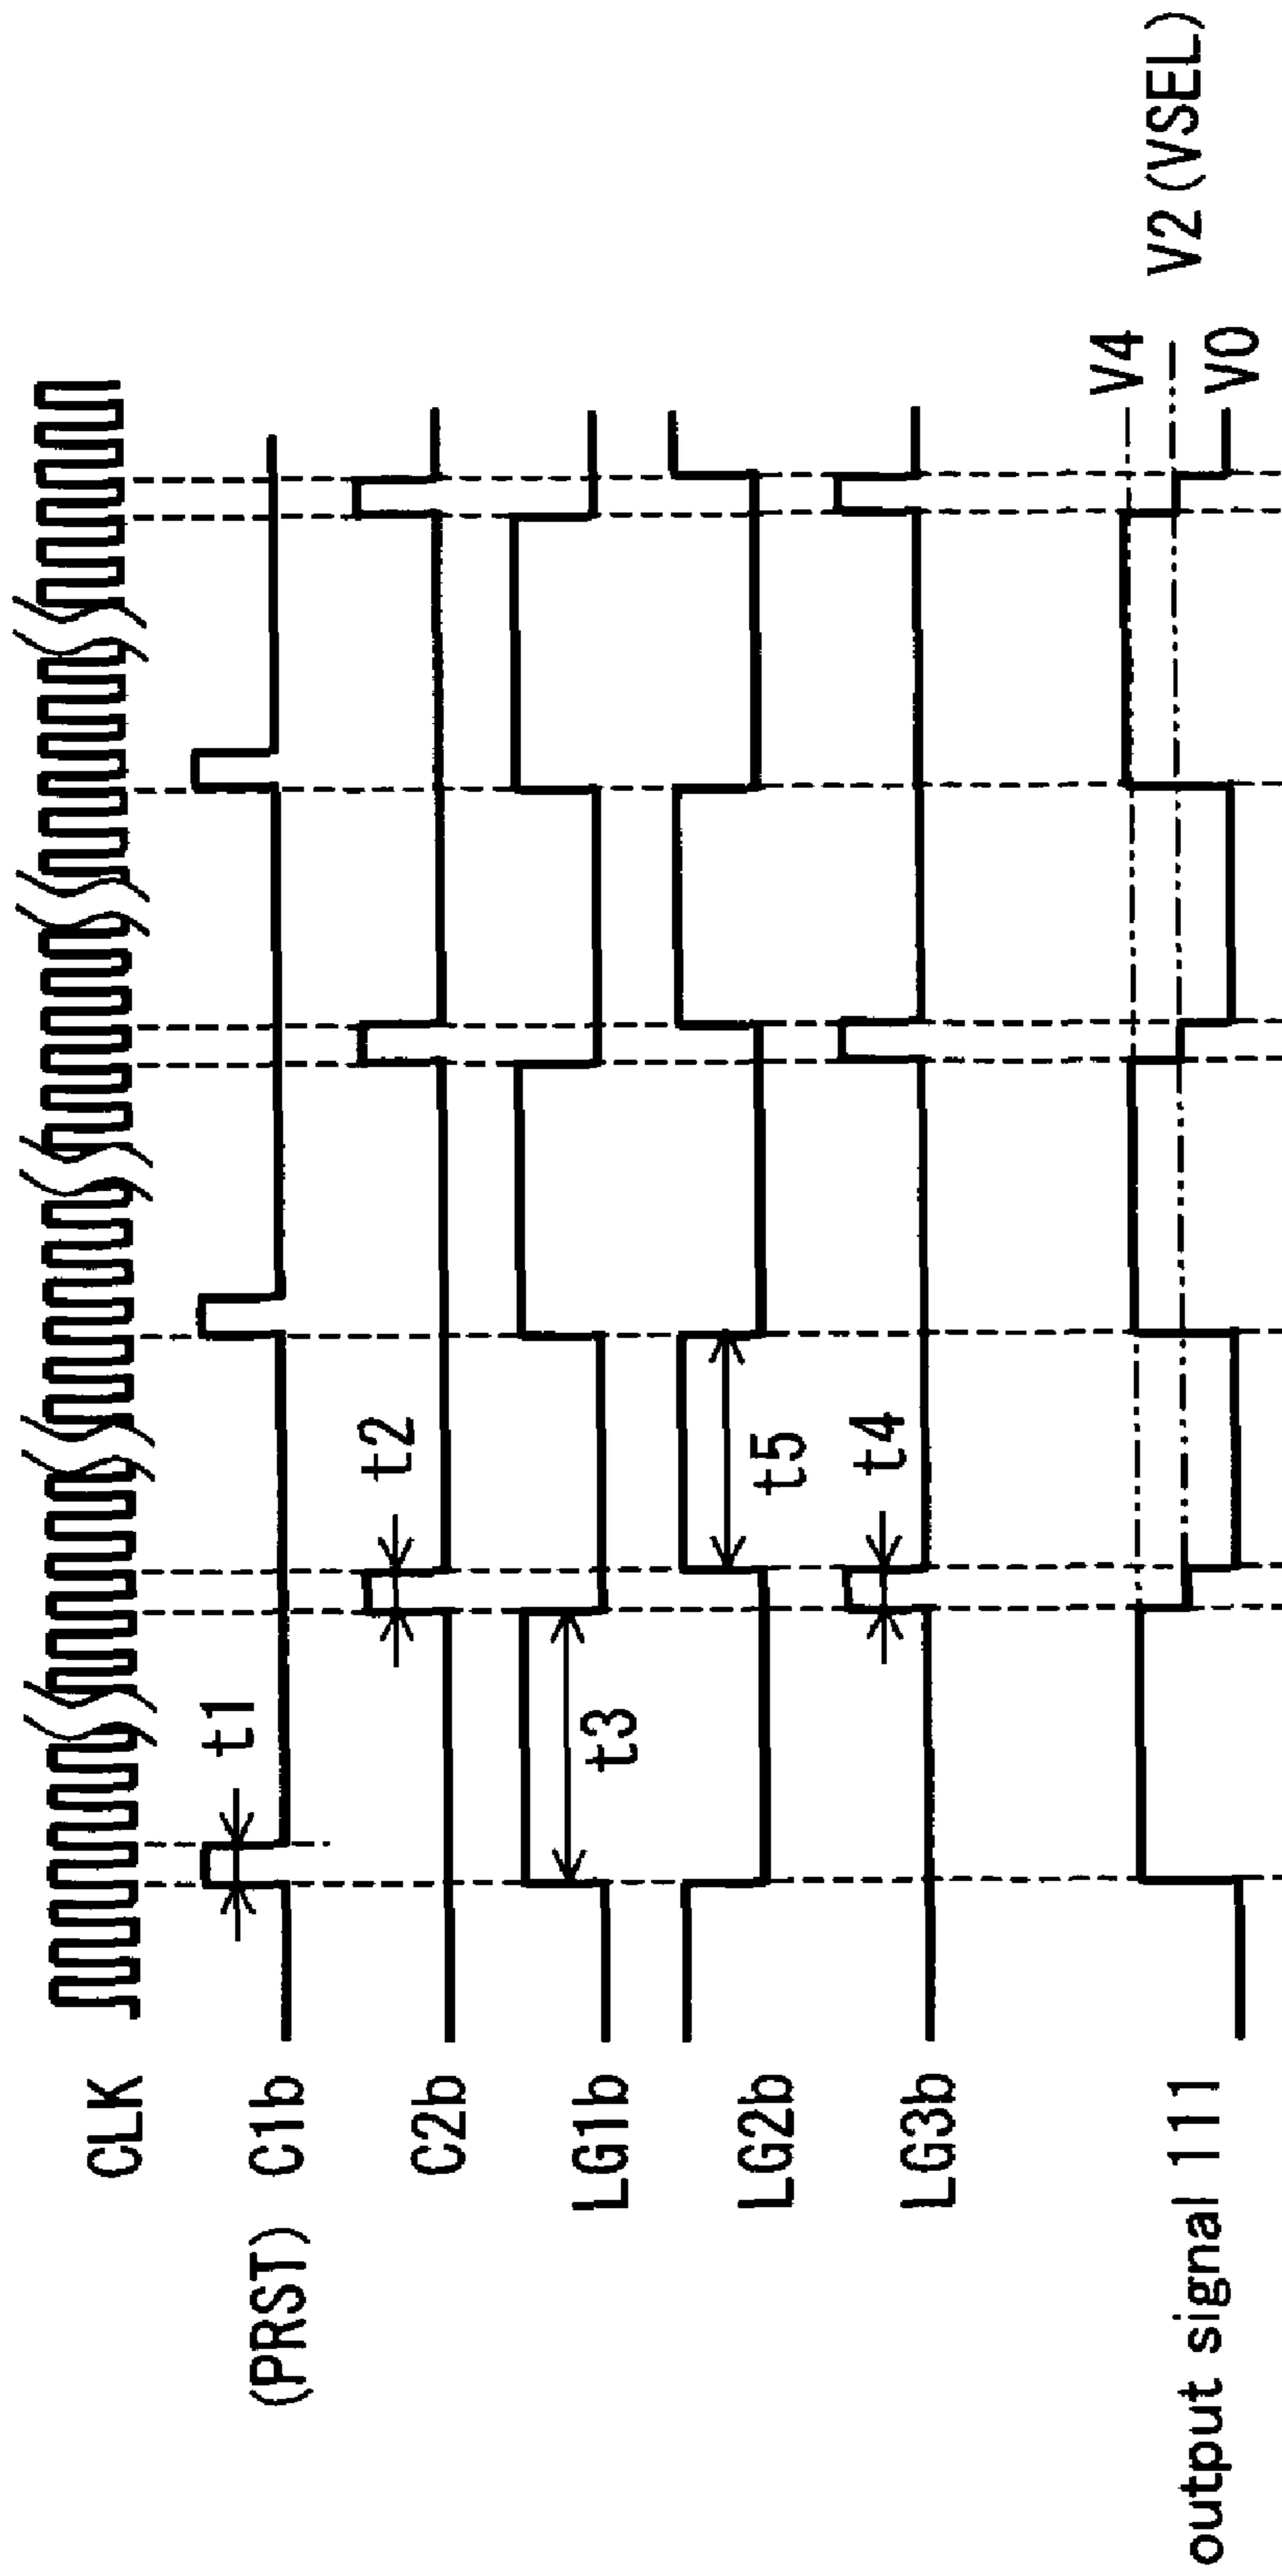 CLK
(PRST) C1b
t1
C2b
t2
LG1b
t3
LG2b
t5
LG3b
t4
output signal 111
V4
V2 (VSEL)
V0